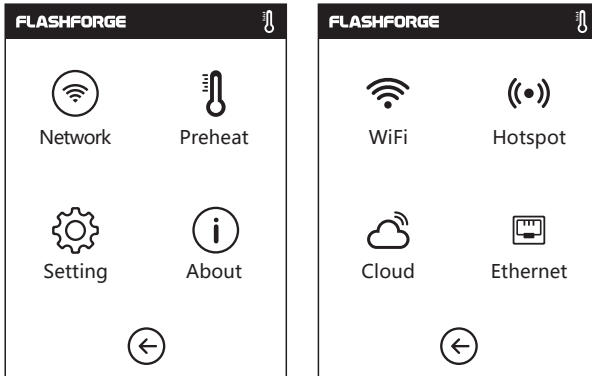 FLASHFORGE
Network Preheat
Setting About
FLASHFORGE
WiFi Hotspot
Cloud Ethernet